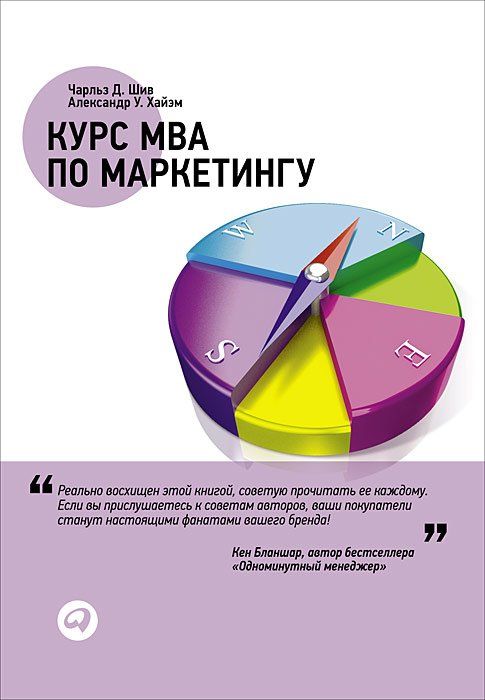 Чарльз Д. Шив
Александр У. Хайэм
КУРС МВА
ПО МАРКЕТИНГУ
W
N
S
E
“ Реально восхищен этой книгой, советую прочитать ее каждому.
Если вы прислушаетесь к советам авторов, ваши покупатели
станут настоящими фанатами вашего бренда! ”
Кен Бланшар, автор бестселлера
«Одноминутный менеджер»